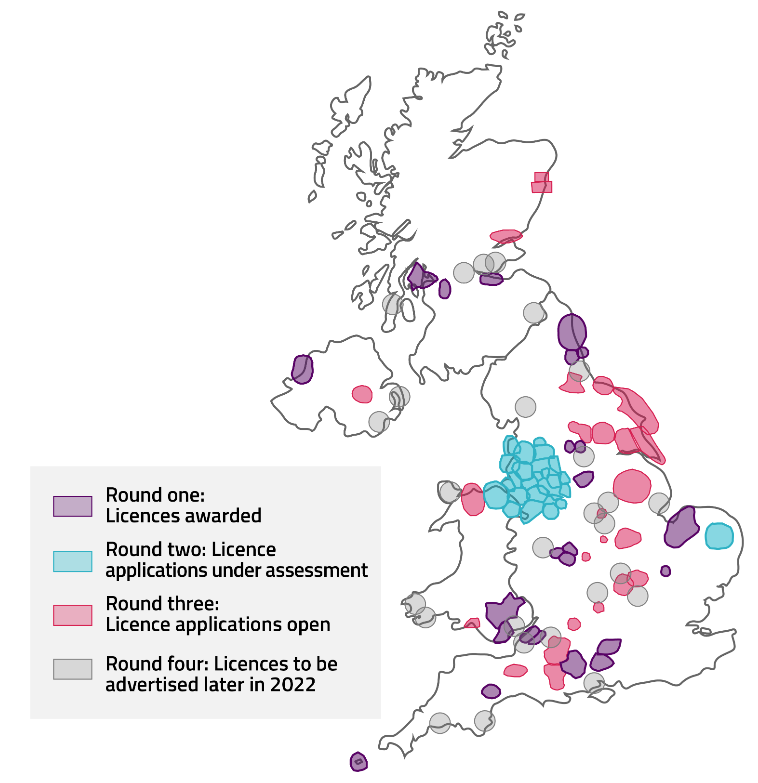 Round one:
Licences awarded
Round two: Licence
applications under assessment
Round three:
Licence applications open
Round four: Licences to be
advertised later in 2022